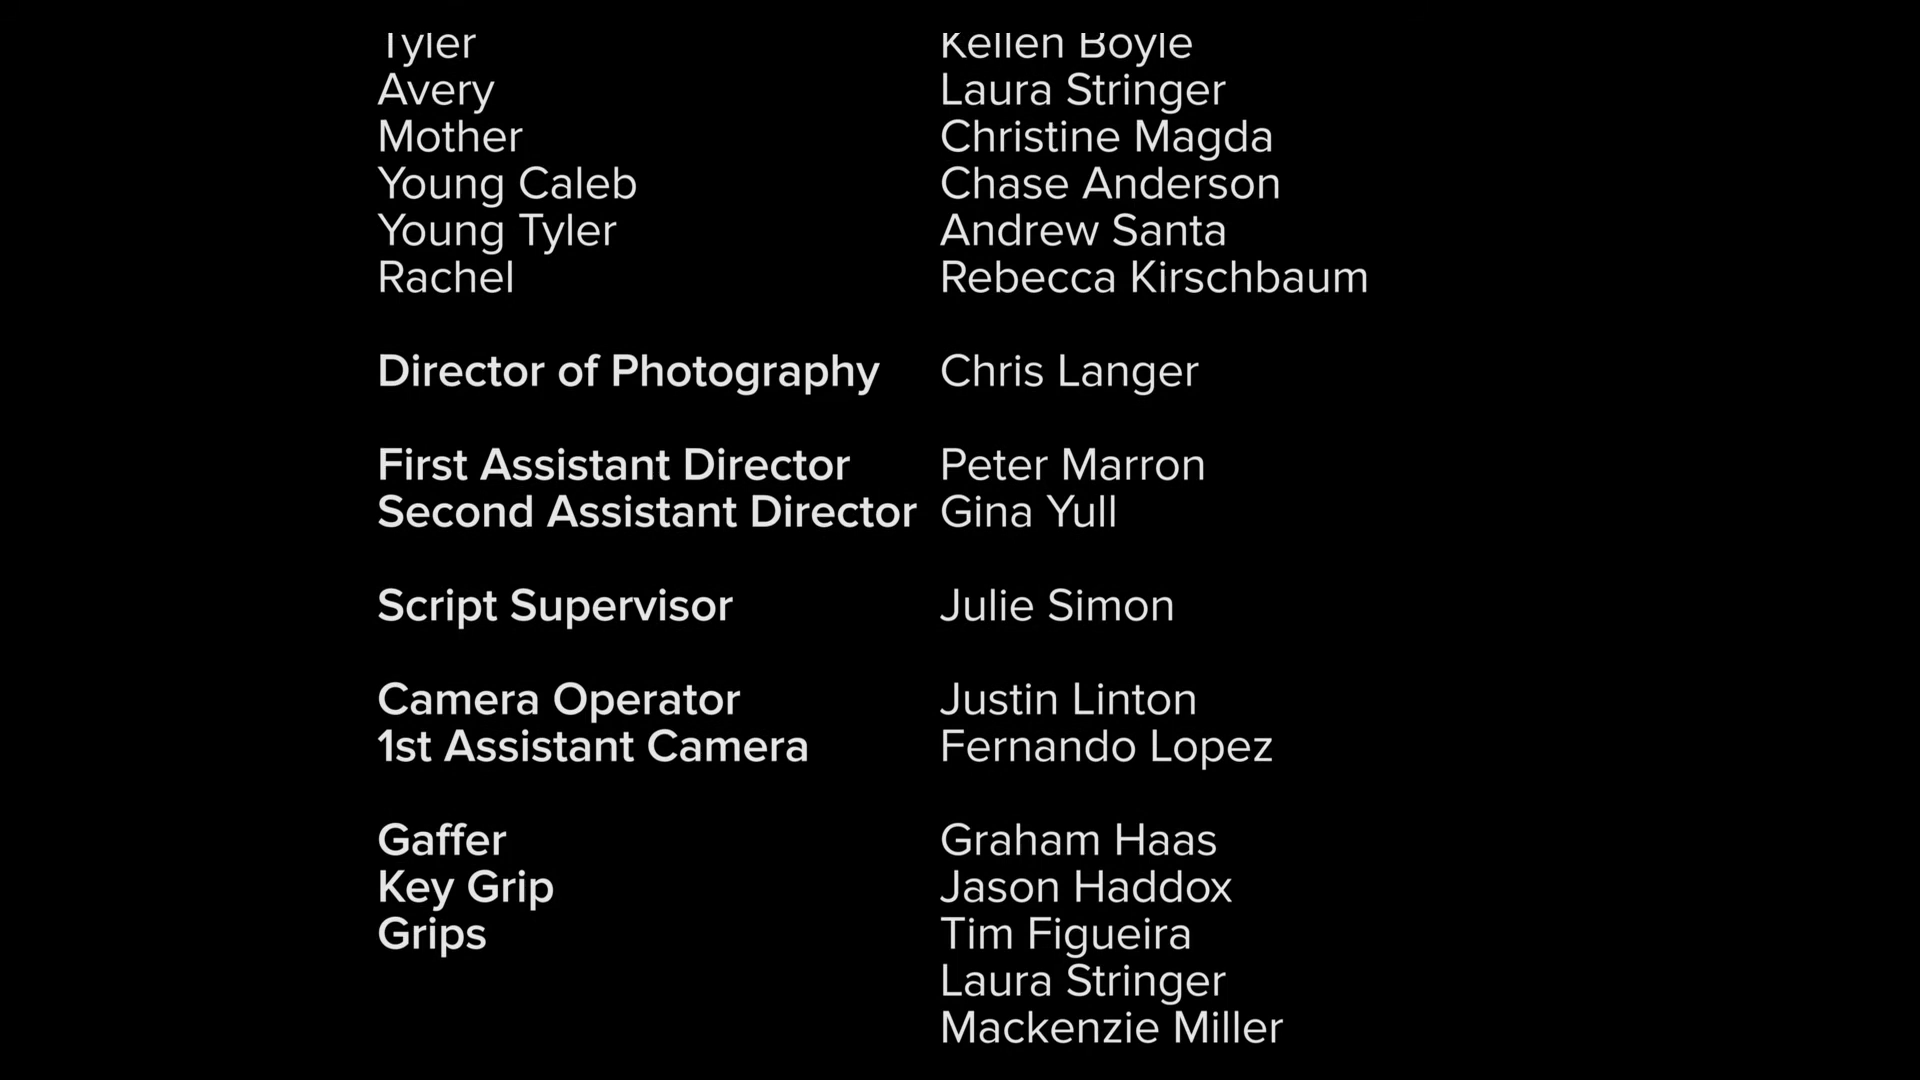 Tyler Kellen Boyle
Avery Laura Stringer
Mother Christine Magda
Young Caleb Chase Anderson
Young Tyler Andrew Santa
Rachel Rebecca Kirschbaum
Director of Photography Chris Langer
First Assistant Director Peter Marron
Second Assistant Director Gina Yull
Script Supervisor Julie Simon
Camera Operator Justin Linton
1st Assistant Camera Fernando Lopez
Gaffer Graham Haas
Key Grip Jason Haddox
Grips Tim Figueira
Laura Stringer
Mackenzie Miller